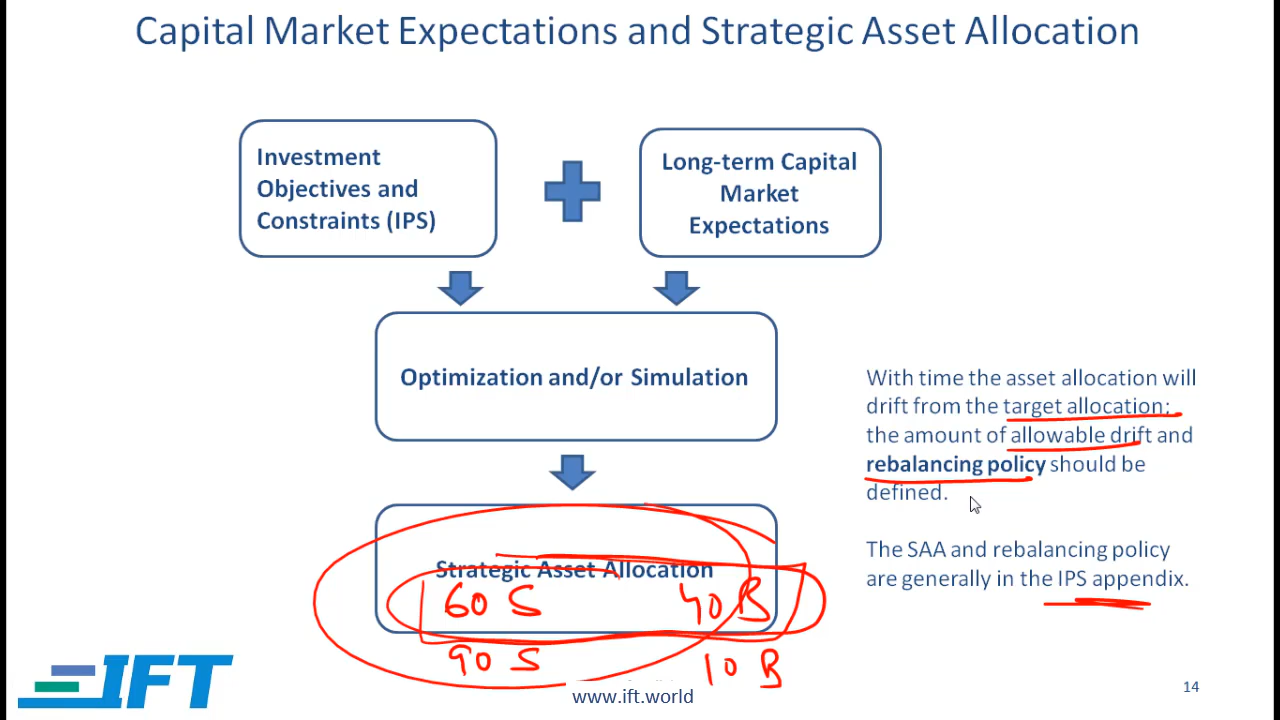 Capital Market Expectations and Strategic Asset Allocation
Investment
Objectives and
Constraints (IPS)
Long-term Capital
Market
Expectations
Optimization and/or Simulation
With time the asset allocation will
drift from the target allocation;
the amount of allowable drift and
rebalancing policy should be
defined.
The SAA and rebalancing policy
are generally in the IPS appendix.
Strategic Asset Allocation
60 S 40 B
90 S 10 B
IFT
www.ift.world
14